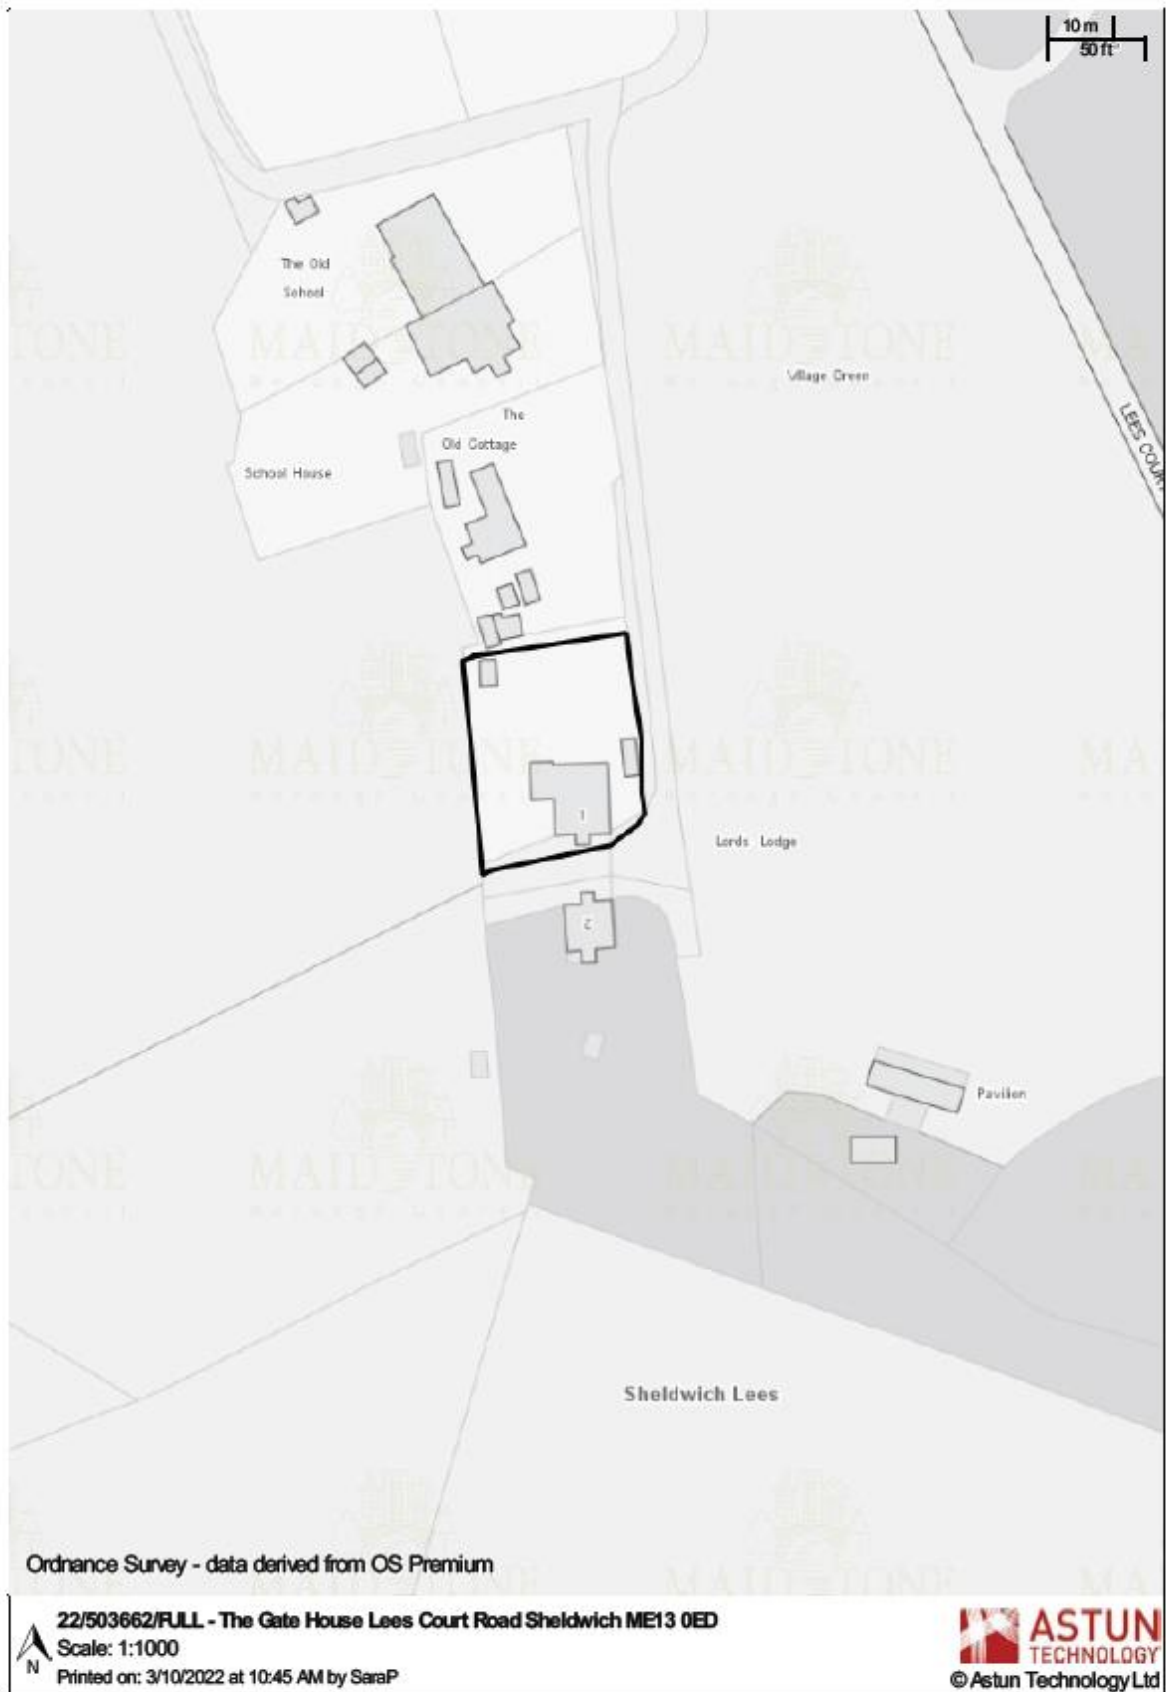 10 m
50 ft
The Old
School
Village Green
The
Old Cottage
LEES COURT
School House
1
Lords Lodge
2
Pavilion
Sheldwich Lees
Ordnance Survey - data derived from OS Premium
22/503662/FULL - The Gate House Lees Court Road Sheldwich ME13 0ED
Scale: 1:1000
Printed on: 3/10/2022 at 10:45 AM by SaraP
N
ASTUN
TECHNOLOGY
© Astun Technology Ltd